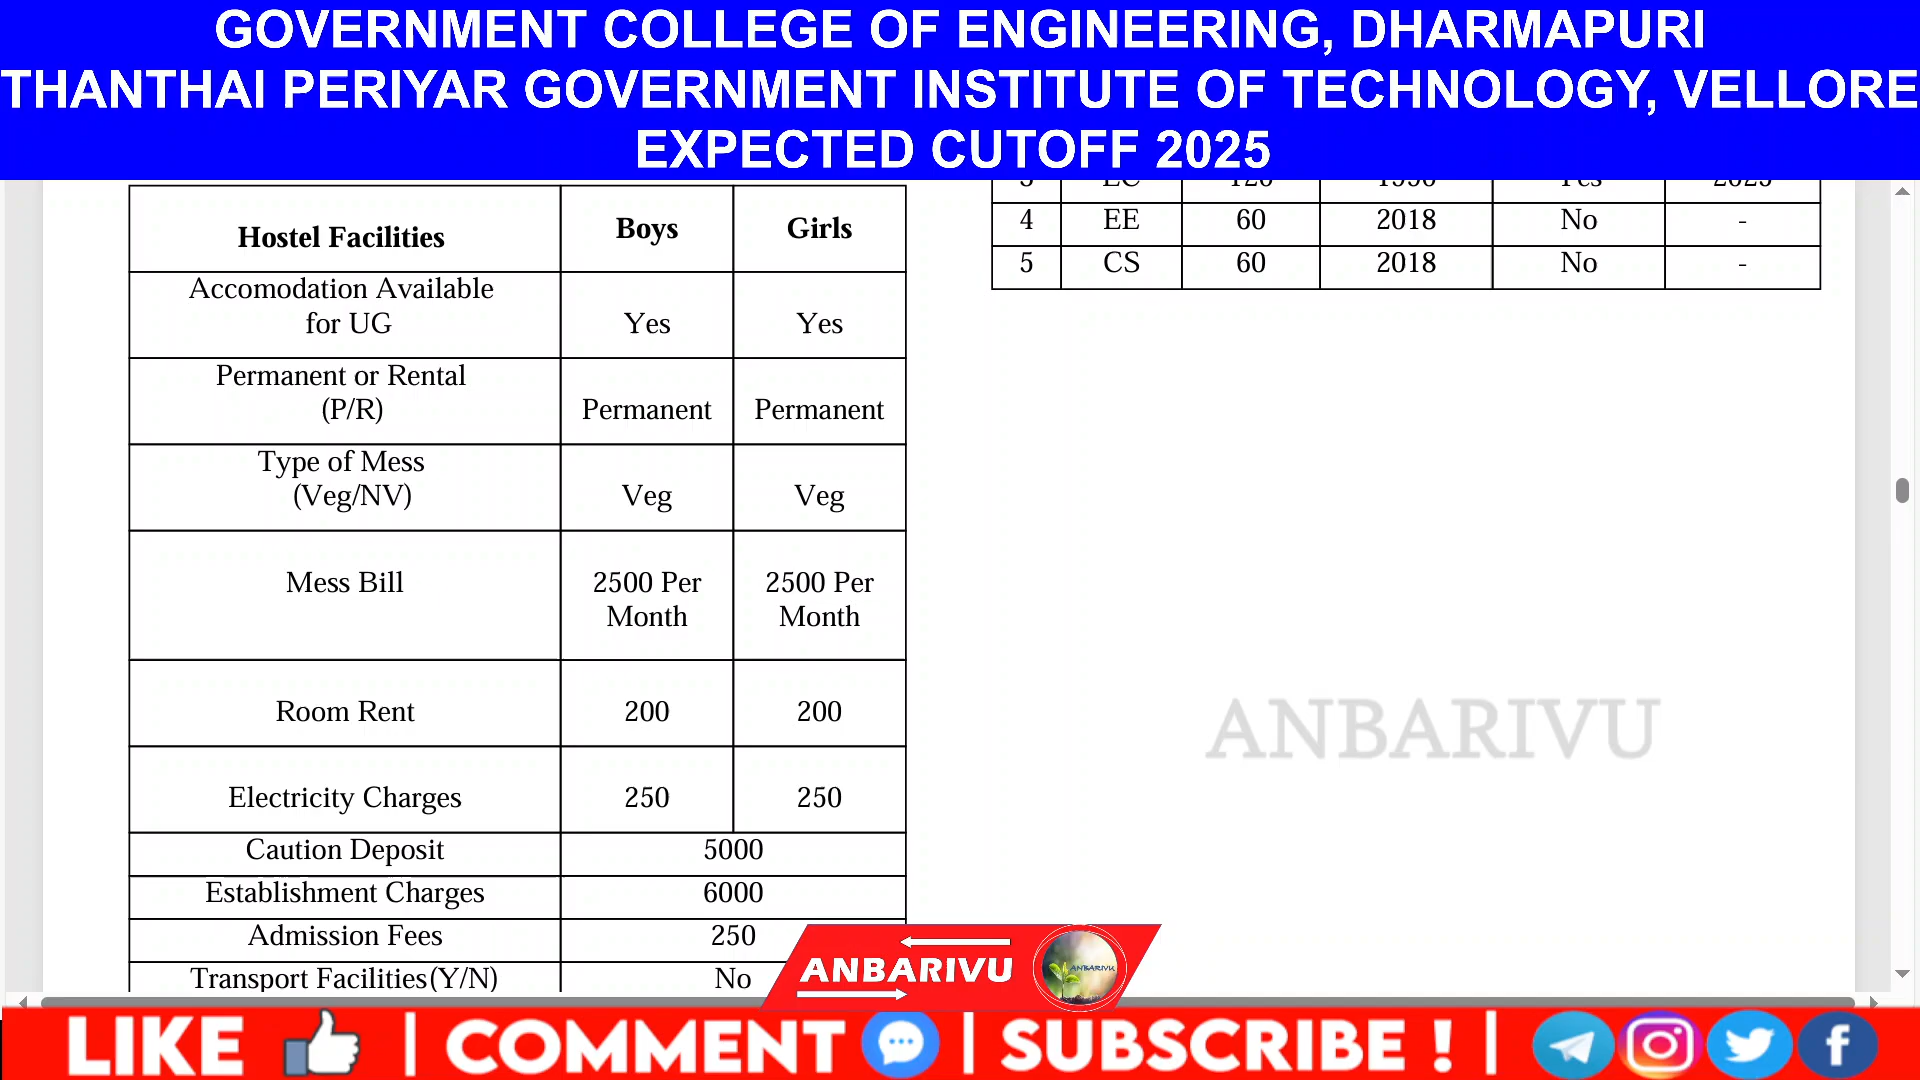 GOVERNMENT COLLEGE OF ENGINEERING, DHARMAPURI
THANTHAI PERIYAR GOVERNMENT INSTITUTE OF TECHNOLOGY, VELLORE
EXPECTED CUTOFF 2025
Hostel Facilities Boys Girls
Accomodation Available
for UG Yes Yes
Permanent or Rental
(P/R) Permanent Permanent
Type of Mess
(Veg/NV) Veg Veg
Mess Bill 2500 Per 2500 Per
Month Month
Room Rent 200 200
Electricity Charges 250 250
Caution Deposit 5000
Establishment Charges 6000
Admission Fees 250
Transport Facilities(Y/N) No
4 EE 60 2018 No -
5 CS 60 2018 No -
ANBARIVU
ANBARIVU
ANBARIVU
LIKE | COMMENT | SUBSCRIBE ! |